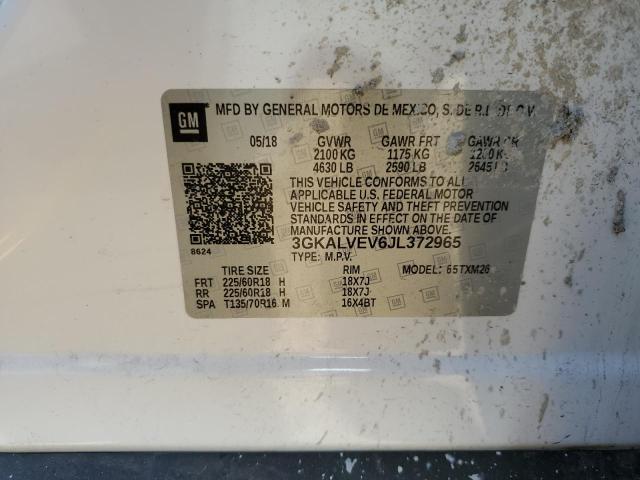 GM
MFD BY GENERAL MOTORS DE MEXICO, S. DE R.L. DE C.V.
05/18 GVWR GAWR FRT GAWR RR
2100 KG 1175 KG 1200 KG
4630 LB 2590 LB 2645 LB
THIS VEHICLE CONFORMS TO ALL
APPLICABLE U.S. FEDERAL MOTOR
VEHICLE SAFETY AND THEFT PREVENTION
STANDARDS IN EFFECT ON THE DATE OF
MANUFACTURE SHOWN ABOVE.
8624
3GKALVEV6JL372965
TYPE: M.P.V.
TIRE SIZE RIM MODEL: 65TXM26
FRT 225/60R18 H 18X7J
RR 225/60R18 H 18X7J
SPA T135/70R16 M 16X4BT